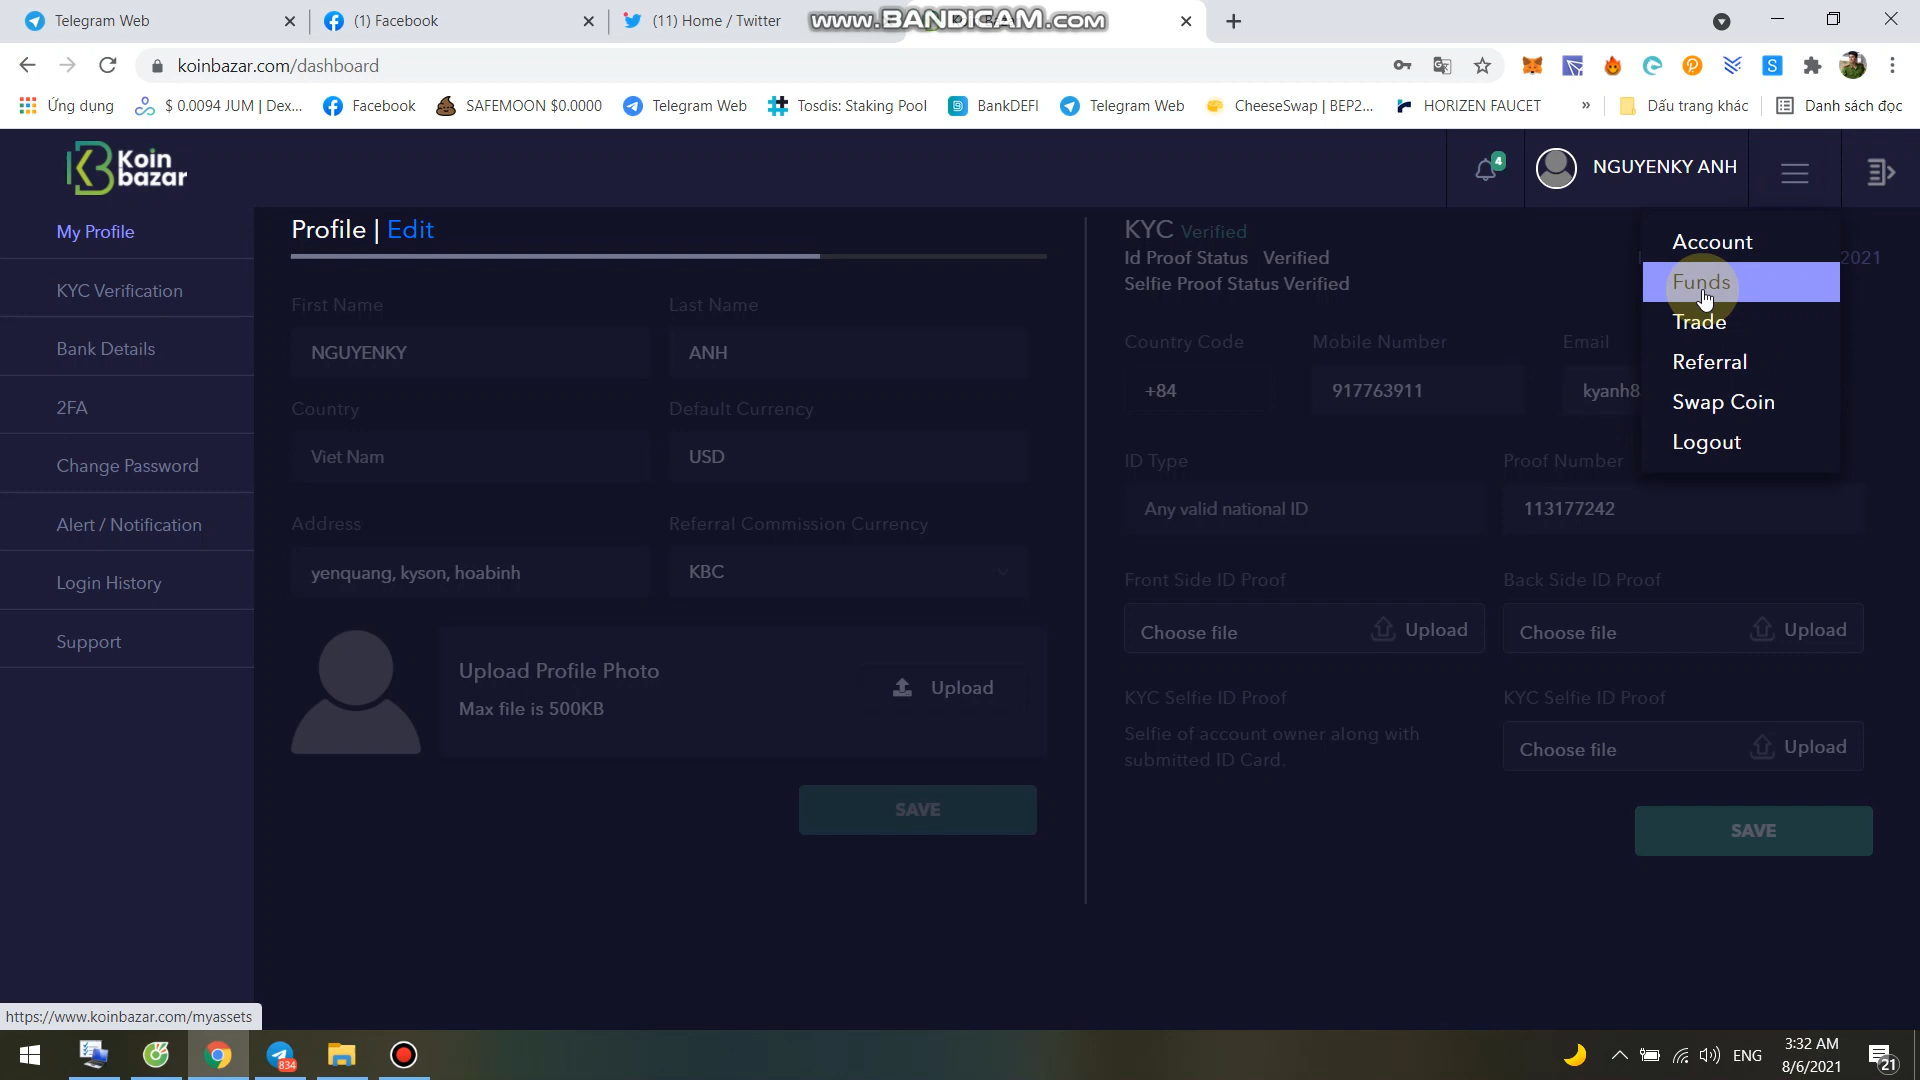 Telegram Web
(1) Facebook
(11) Home / Twitter
www.BANDICAM.com
koinbazar.com/dashboard
Ứng dụng
$ 0.0094 JUM | Dex...
Facebook
SAFEMOON $0.0000
Telegram Web
Tosdis: Staking Pool
BankDEFI
Telegram Web
CheeseSwap | BEP2...
HORIZEN FAUCET
»
Dấu trang khác
Danh sách đọc
Koin
bazar
4
NGUYENKY ANH
My Profile
KYC Verification
Bank Details
2FA
Change Password
Alert / Notification
Login History
Support
Profile | Edit
First Name
Last Name
NGUYENKY
ANH
Country
Default Currency
Viet Nam
USD
Address
Referral Commission Currency
yenquang, kyson, hoabinh
KBC
Upload Profile Photo
Max file is 500KB
Upload
SAVE
KYC Verified
Id Proof Status Verified
Selfie Proof Status Verified
2021
Country Code
Mobile Number
Email
+84
917763911
kyanh8
ID Type
Proof Number
Any valid national ID
113177242
Front Side ID Proof
Back Side ID Proof
Choose file
Upload
Choose file
Upload
KYC Selfie ID Proof
KYC Selfie ID Proof
Selfie of account owner along with
submitted ID Card.
Choose file
Upload
SAVE
Account
Funds
Trade
Referral
Swap Coin
Logout
https://www.koinbazar.com/myassets
834
ENG
3:32 AM
8/6/2021
21